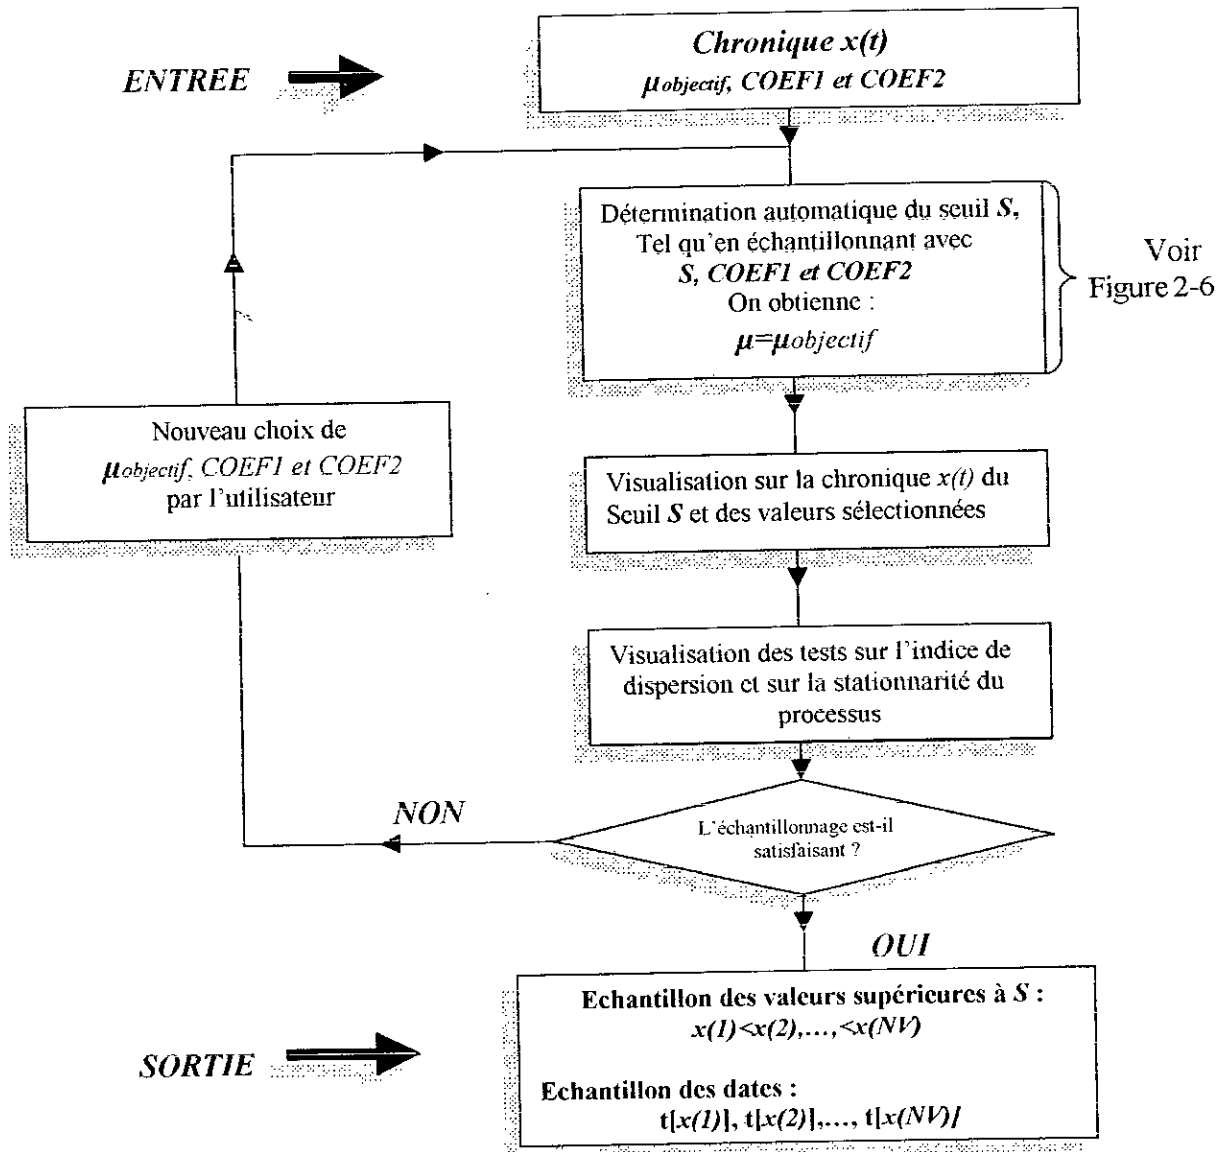 Chronique x(t)
ENTREE
μobjectif, COEF1 et COEF2
Détermination automatique du seuil S,
Tel qu'en échantillonnant avec
S, COEF1 et COEF2
On obtienne :
μ=μobjectif
Voir
Figure 2-6
Nouveau choix de
μobjectif, COEF1 et COEF2
par l'utilisateur
Visualisation sur la chronique x(t) du
Seuil S et des valeurs sélectionnées
Visualisation des tests sur l'indice de
dispersion et sur la stationnarité du
processus
NON
L'échantillonnage est-il
satisfaisant ?
OUI
Echantillon des valeurs supérieures à S :
x(1)<x(2),...,<x(NV)
SORTIE
Echantillon des dates :
t[x(1)], t[x(2)],..., t[x(NV)]